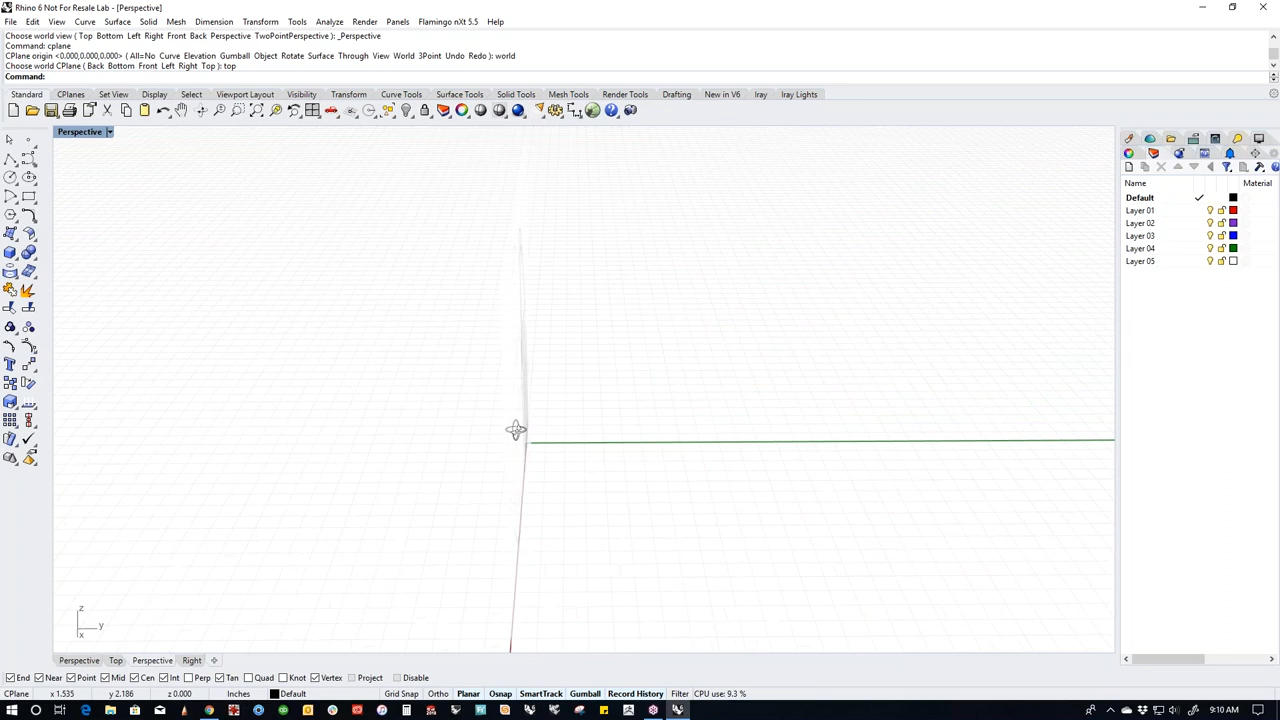 Rhino 6 Not For Resale Lab - [Perspective]
File Edit View Curve Surface Solid Mesh Dimension Transform Tools Analyze Render Panels Flamingo nXt 5.5 Help
Choose world view ( Top Bottom Left Right Front Back Perspective TwoPointPerspective ): _Perspective
Command: cplane
CPlane origin <0.000,0.000,0.000> ( All=No Curve Elevation Gumball Object Rotate Surface Through View World 3Point Undo Redo ): world
Choose world CPlane ( Back Bottom Front Left Right Top ): top
Command:
Standard CPlanes Set View Display Select Viewport Layout Visibility Transform Curve Tools Surface Tools Solid Tools Mesh Tools Render Tools Drafting New in V6 Iray Iray Lights
Perspective
Name Material
Default
Layer 01
Layer 02
Layer 03
Layer 04
Layer 05
z
y
x
Perspective Top Perspective Right
End Near Point Mid Cen Int Perp Tan Quad Knot Vertex Project Disable
CPlane x 1.535 y 2.186 z 0.000 Inches Default Grid Snap Ortho Planar Osnap SmartTrack Gumball Record History Filter CPU use: 9.3 %
9:10 AM